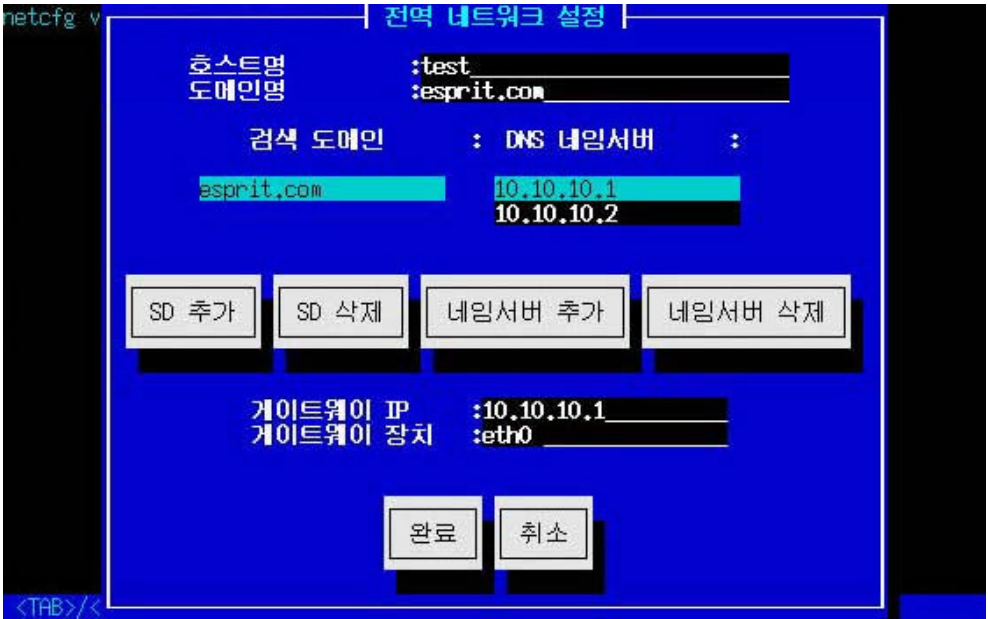 netcfg v
전역 네트워크 설정
호스트명 :test
도메인명 :esprit.com
검색 도메인 : DNS 네임서버 :
esprit.com 10.10.10.1
10.10.10.2
SD 추가 SD 삭제 네임서버 추가 네임서버 삭제
게이트웨이 IP :10.10.10.1
게이트웨이 장치 :eth0
완료 취소
<TAB>/<